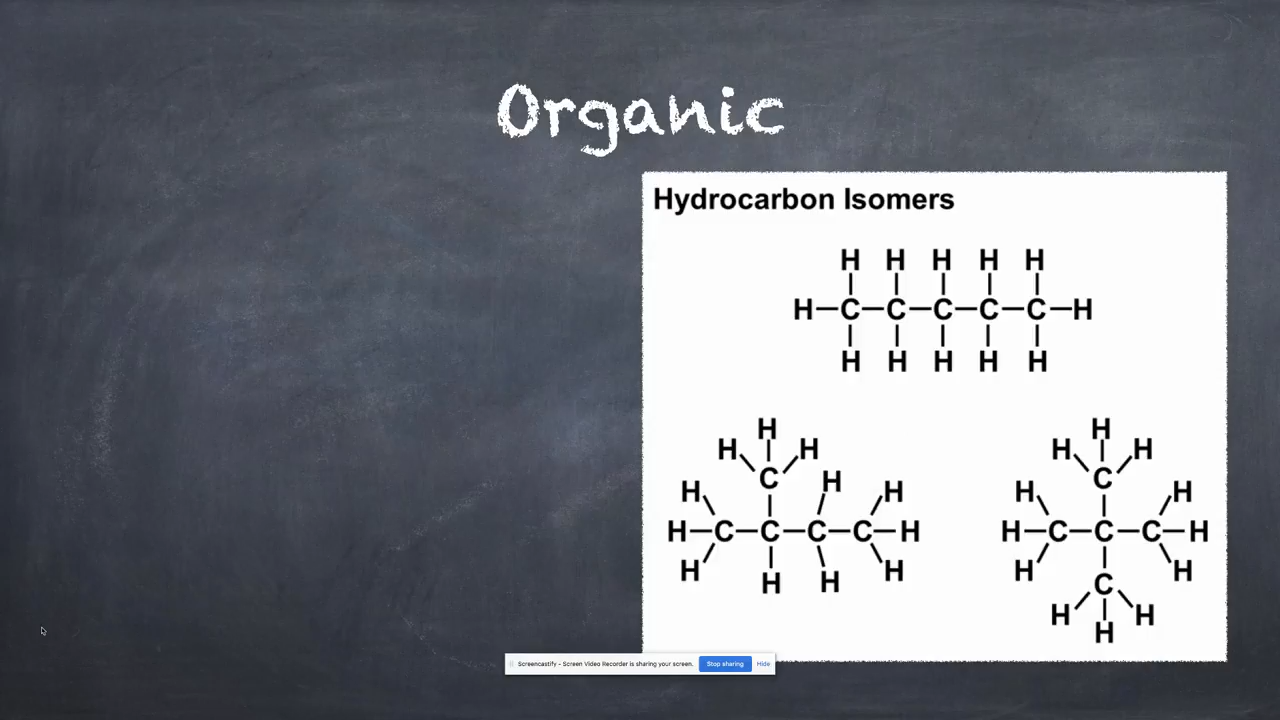 Organic
Hydrocarbon Isomers
H H H H H
H C C C C C H
H H H H H
H
H H
C H
H H
H C C C C H
H H
H H
H
H H
C
H H
H C C C H
H H
C
H H
H
Screencastify - Screen Video Recorder is sharing your screen. Stop sharing Hide